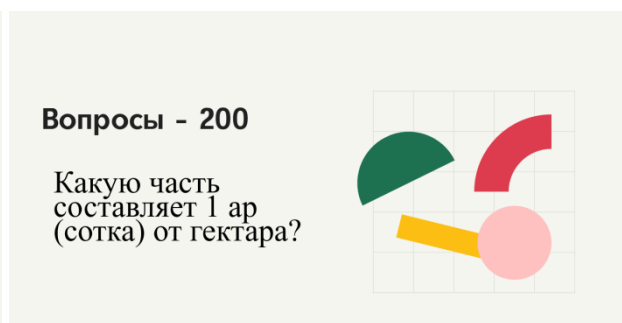 Вопросы - 200
Какую часть
составляет 1 ар
(сотка) от гектара?